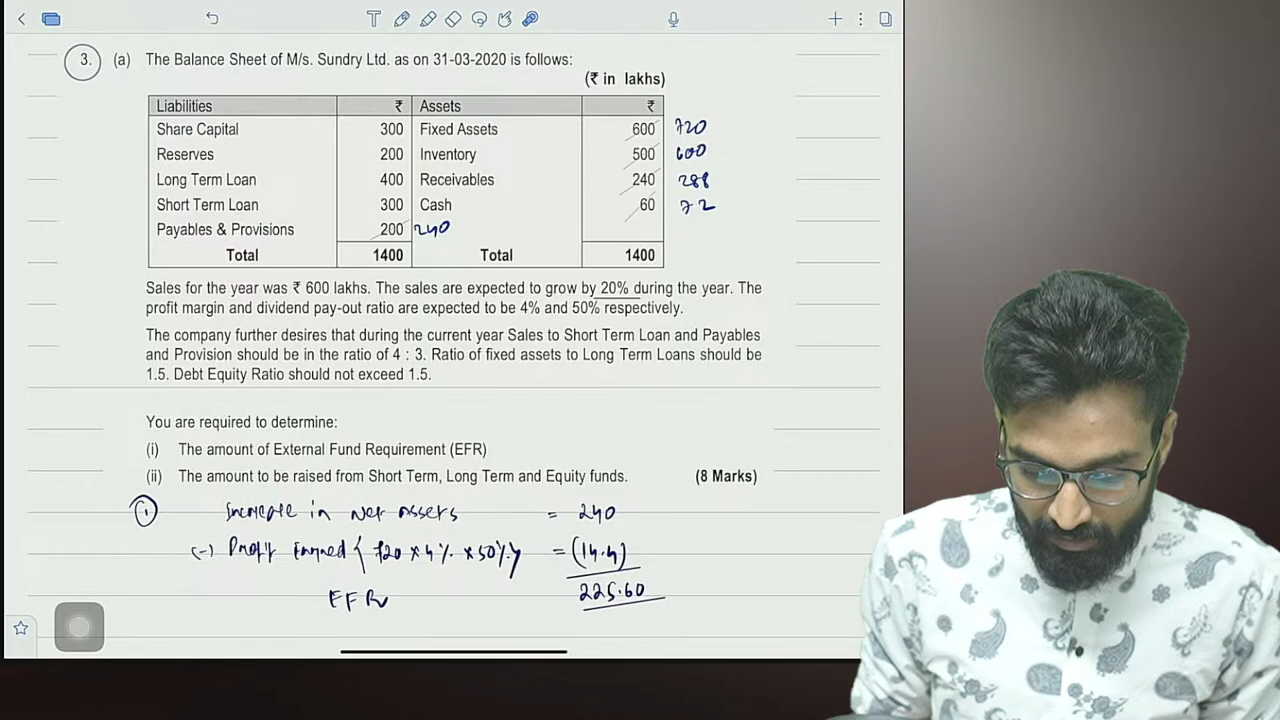 3. (a) The Balance Sheet of M/s. Sundry Ltd. as on 31-03-2020 is follows:
(₹ in lakhs)
Liabilities ₹ Assets ₹
Share Capital 300 Fixed Assets 600 720
Reserves 200 Inventory 500 600
Long Term Loan 400 Receivables 240 288
Short Term Loan 300 Cash 60 72
Payables & Provisions 200 240
Total 1400 Total 1400
Sales for the year was ₹ 600 lakhs. The sales are expected to grow by 20% during the year. The
profit margin and dividend pay-out ratio are expected to be 4% and 50% respectively.
The company further desires that during the current year Sales to Short Term Loan and Payables
and Provision should be in the ratio of 4 : 3. Ratio of fixed assets to Long Term Loans should be
1.5. Debt Equity Ratio should not exceed 1.5.
You are required to determine:
(i) The amount of External Fund Requirement (EFR)
(ii) The amount to be raised from Short Term, Long Term and Equity funds. (8 Marks)
(i) Increase in Net Assets = 240
(-) Profit Earned { 720 x 4% x 50% } = (14.4)
EFR 225.60